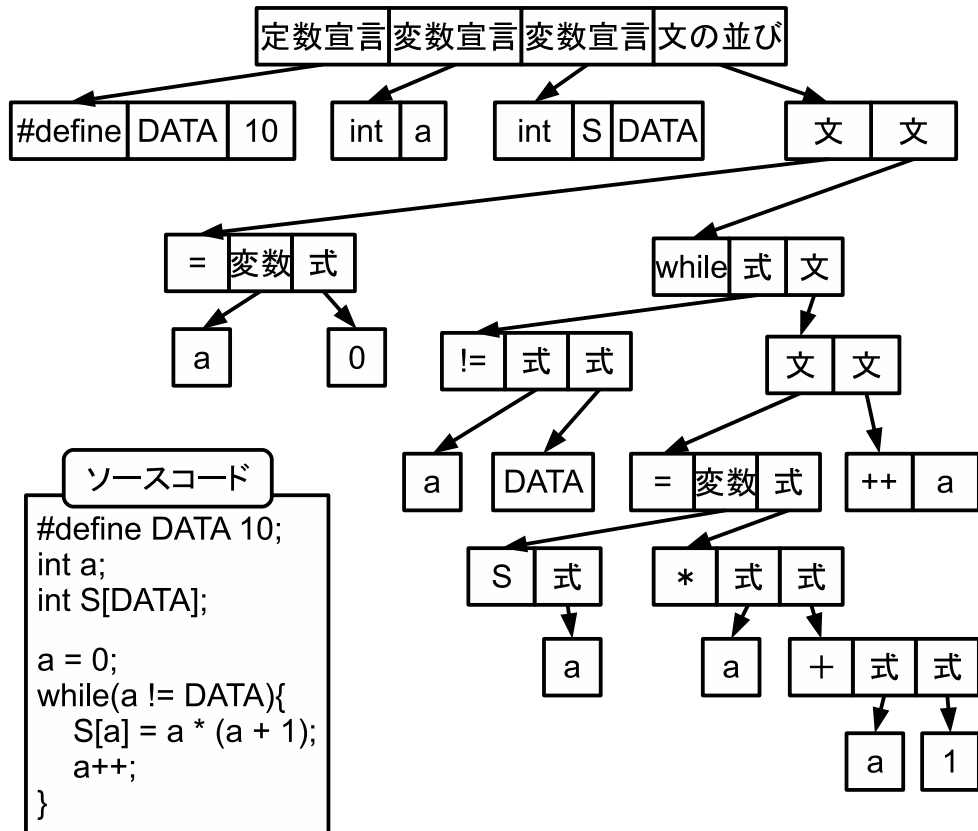 定数宣言 変数宣言 変数宣言 文の並び
#define DATA 10
int a
int S DATA
文 文
= 変数 式
while 式 文
a
0
!= 式 式
文 文
a
DATA
= 変数 式
++ a
S 式
* 式 式
a
a
+ 式 式
a
1
ソースコード
#define DATA 10;
int a;
int S[DATA];
a = 0;
while(a != DATA){
S[a] = a * (a + 1);
a++;
}